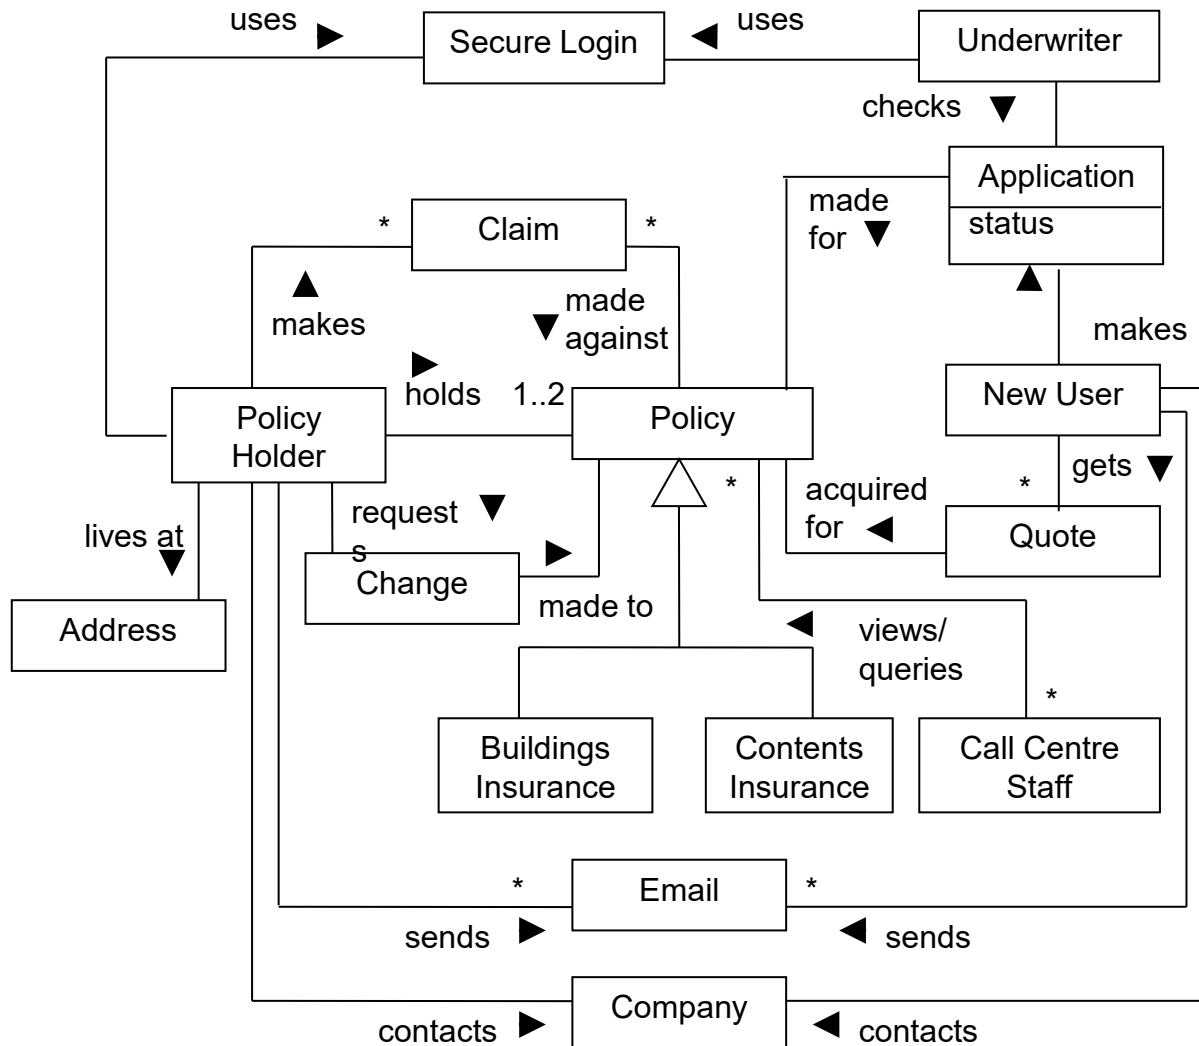 uses
uses
Secure Login
Underwriter
checks
Application
status
made
for
*
Claim
*
makes
made
against
makes
holds
1..2
Policy
Holder
Policy
New User
gets
*
*
acquired
for
Quote
lives at
request
s
Change
made to
Address
views/
queries
*
Buildings
Insurance
Contents
Insurance
Call Centre
Staff
*
Email
*
sends
sends
Company
contacts
contacts